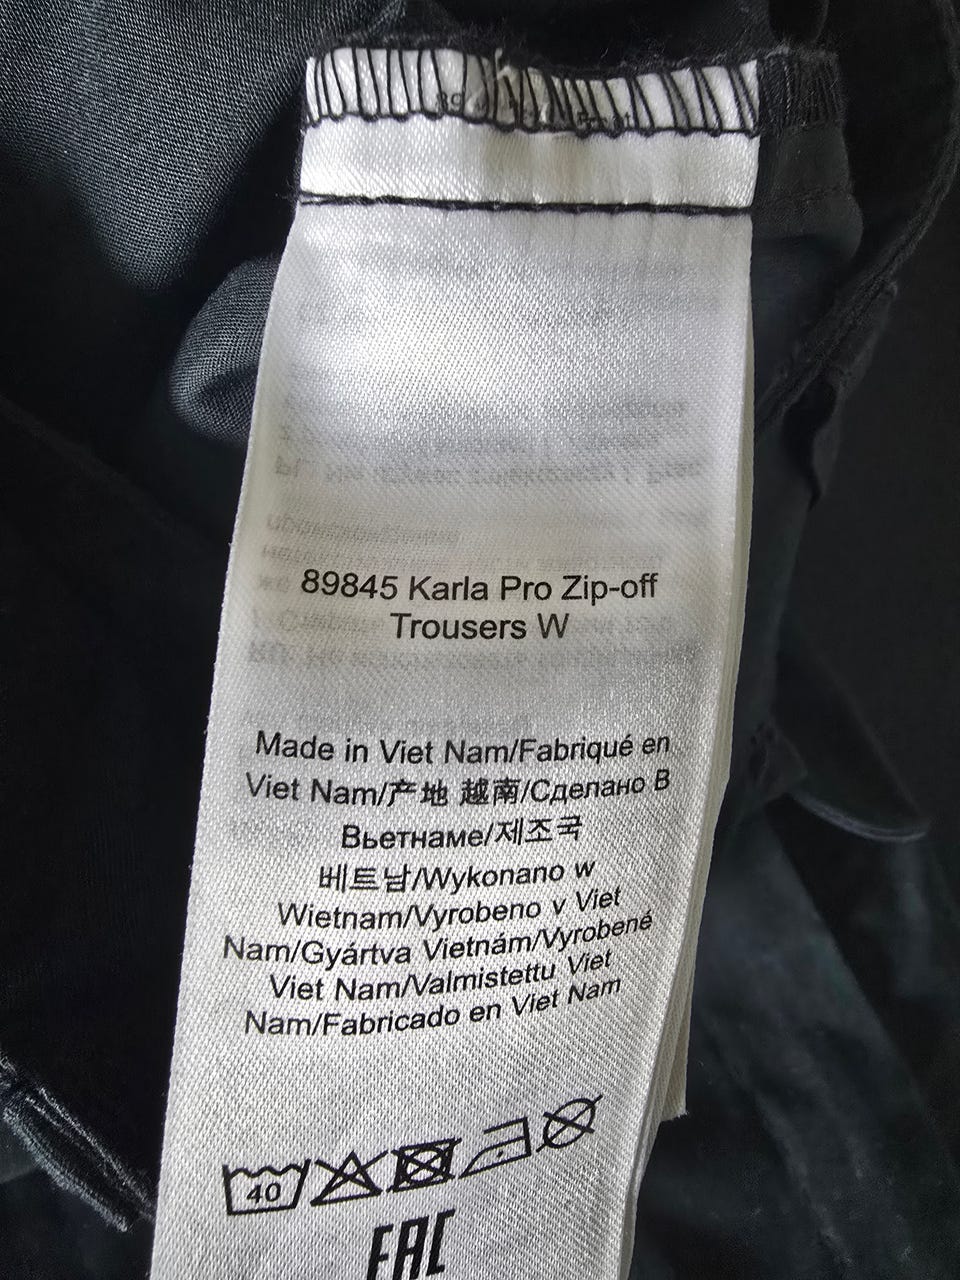 89845 Karla Pro Zip-off
Trousers W
Made in Viet Nam/Fabriqué en
Viet Nam/产地 越南/Сделано В
Вьетнаме/제조국
베트남/Wykonano w
Wietnam/Vyrobeno v Viet
Nam/Gyártva Vietnám/Vyrobené
Viet Nam/Valmistettu Viet
Nam/Fabricado en Viet Nam
40
EAC